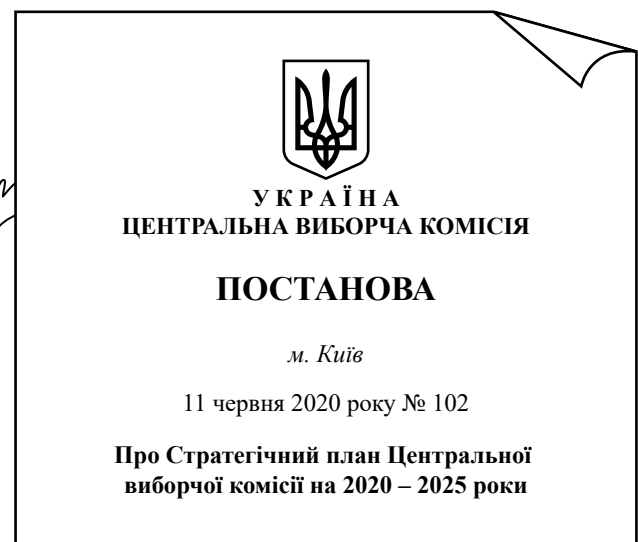 У К Р А Ї Н А
ЦЕНТРАЛЬНА ВИБОРЧА КОМІСІЯ
ПОСТАНОВА
м. Київ
11 червня 2020 року № 102
Про Стратегічний план Центральної
виборчої комісії на 2020 – 2025 роки